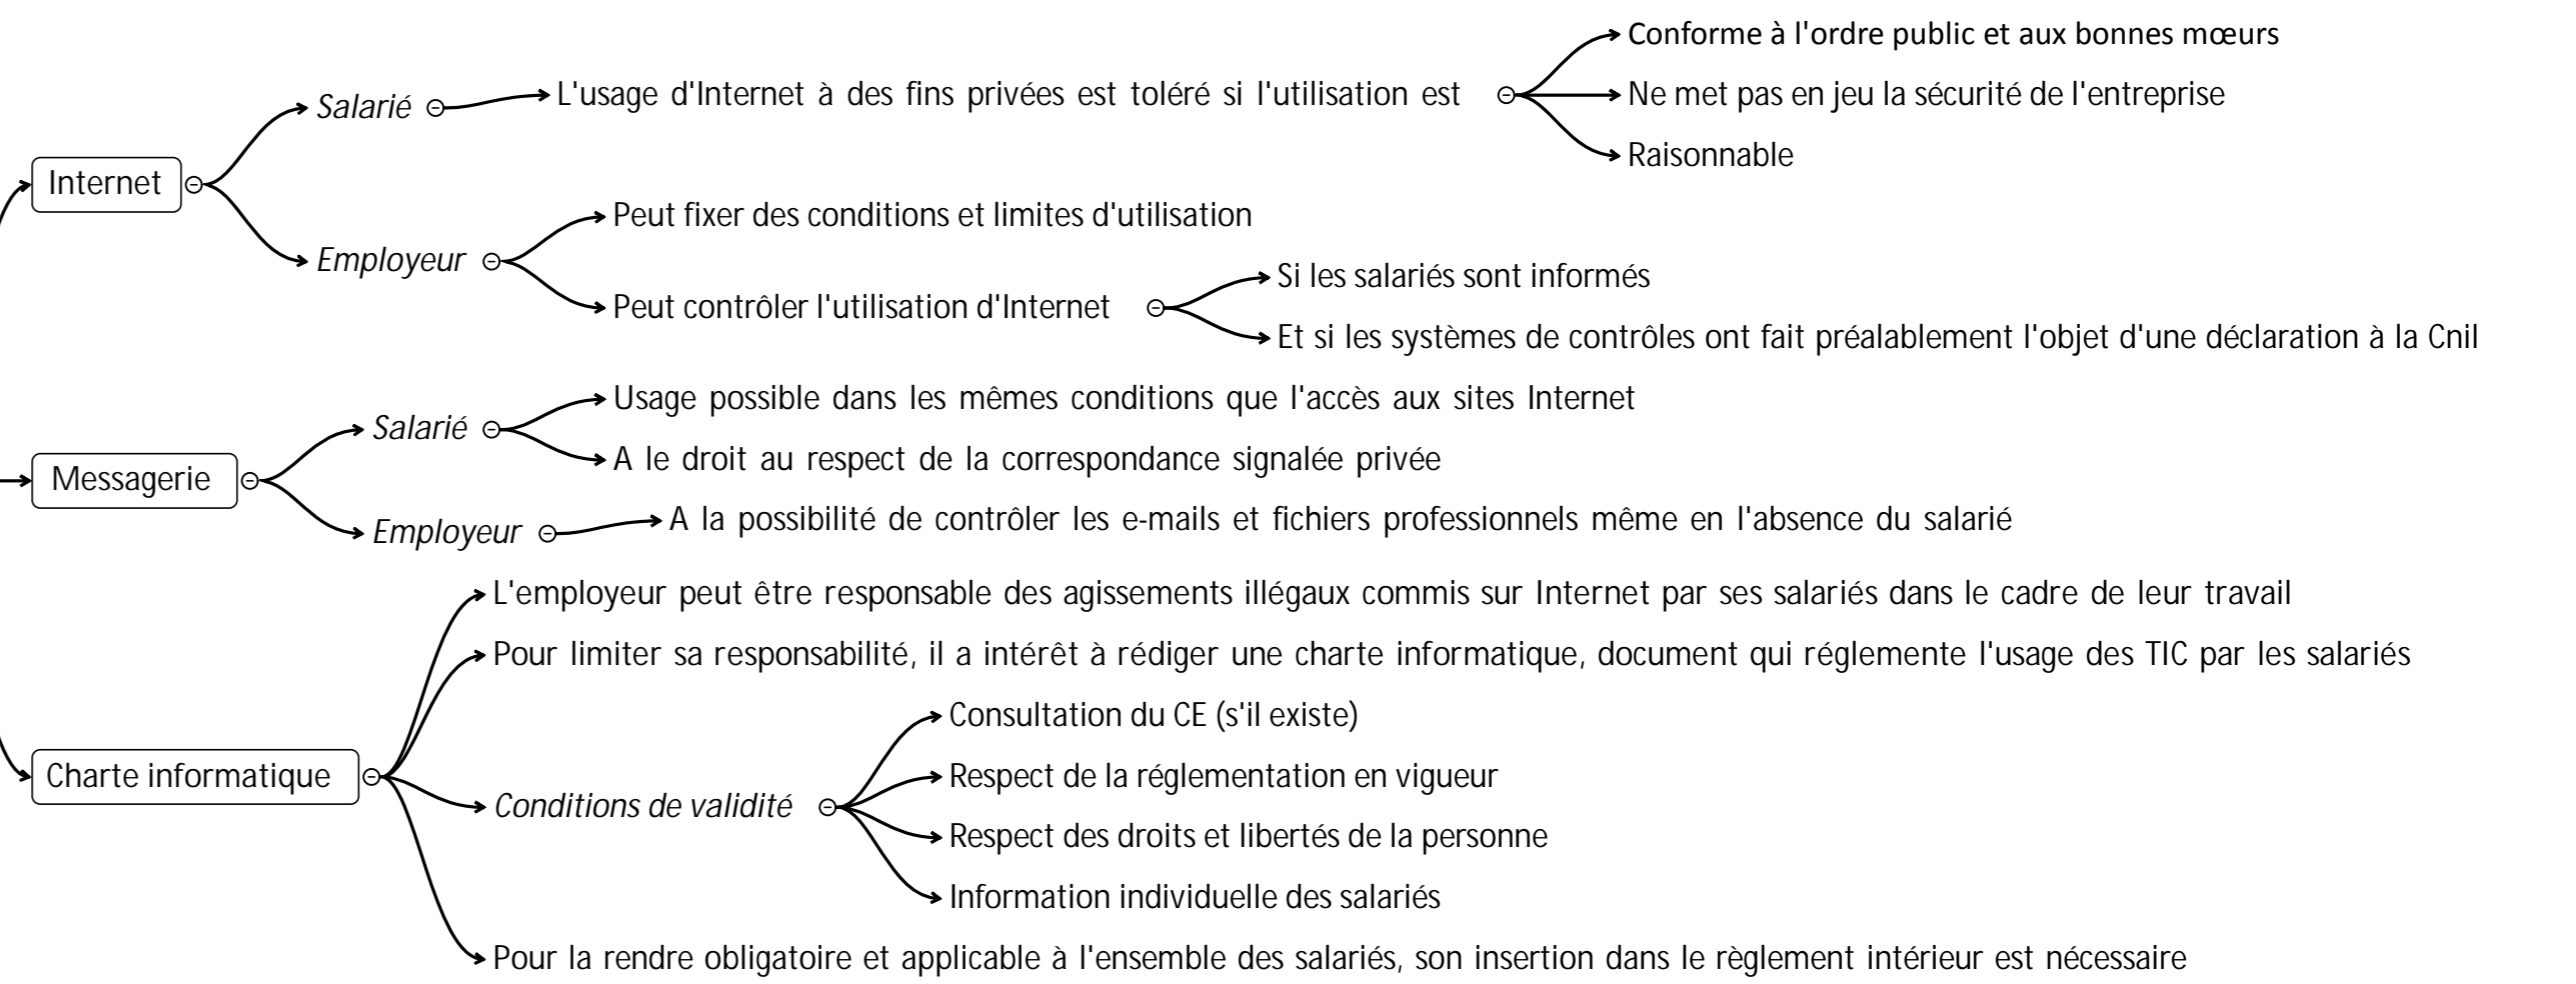 Internet
Salarié
L'usage d'Internet à des fins privées est toléré si l'utilisation est
Conforme à l'ordre public et aux bonnes mœurs
Ne met pas en jeu la sécurité de l'entreprise
Raisonnable
Employeur
Peut fixer des conditions et limites d'utilisation
Peut contrôler l'utilisation d'Internet
Si les salariés sont informés
Et si les systèmes de contrôles ont fait préalablement l'objet d'une déclaration à la Cnil
Messagerie
Salarié
Usage possible dans les mêmes conditions que l'accès aux sites Internet
A le droit au respect de la correspondance signalée privée
Employeur
A la possibilité de contrôler les e-mails et fichiers professionnels même en l'absence du salarié
Charte informatique
L'employeur peut être responsable des agissements illégaux commis sur Internet par ses salariés dans le cadre de leur travail
Pour limiter sa responsabilité, il a intérêt à rédiger une charte informatique, document qui réglemente l'usage des TIC par les salariés
Conditions de validité
Consultation du CE (s'il existe)
Respect de la réglementation en vigueur
Respect des droits et libertés de la personne
Information individuelle des salariés
Pour la rendre obligatoire et applicable à l'ensemble des salariés, son insertion dans le règlement intérieur est nécessaire